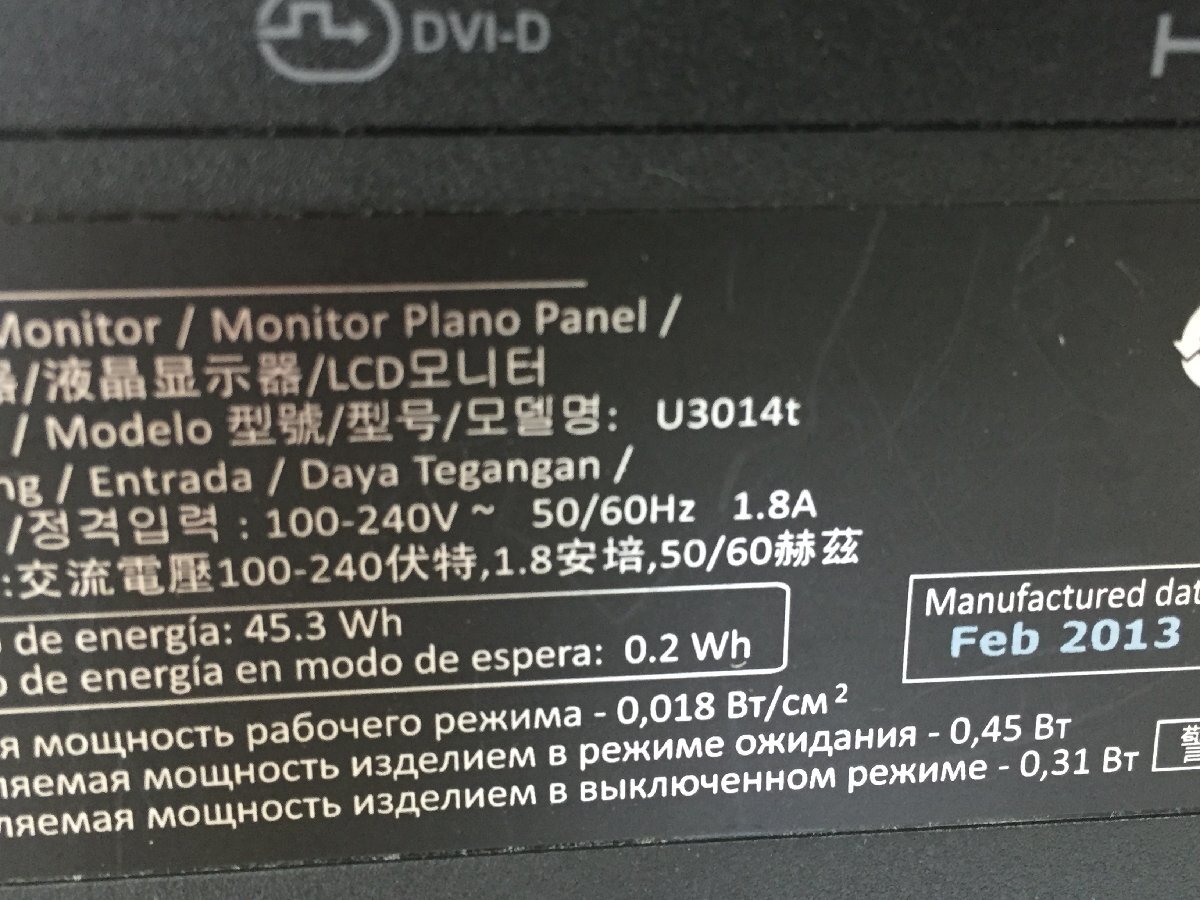 DVI-D
Monitor / Monitor Plano Panel /
器/液晶显示器/LCD모니터
/ Modelo 型號/型号/모델명: U3014t
/ Entrada / Daya Tegangan /
/정격입력 : 100-240V ~ 50/60Hz 1.8A
:交流電壓100-240伏特,1.8安培,50/60赫茲
de energía: 45.3 Wh
de energía en modo de espera: 0.2 Wh
Manufactured dat
Feb 2013
я мощность рабочего режима - 0,018 Вт/см²
ляемая мощность изделием в режиме ожидания - 0,45 Вт
ляемая мощность изделием в выключенном режиме - 0,31 Вт
警